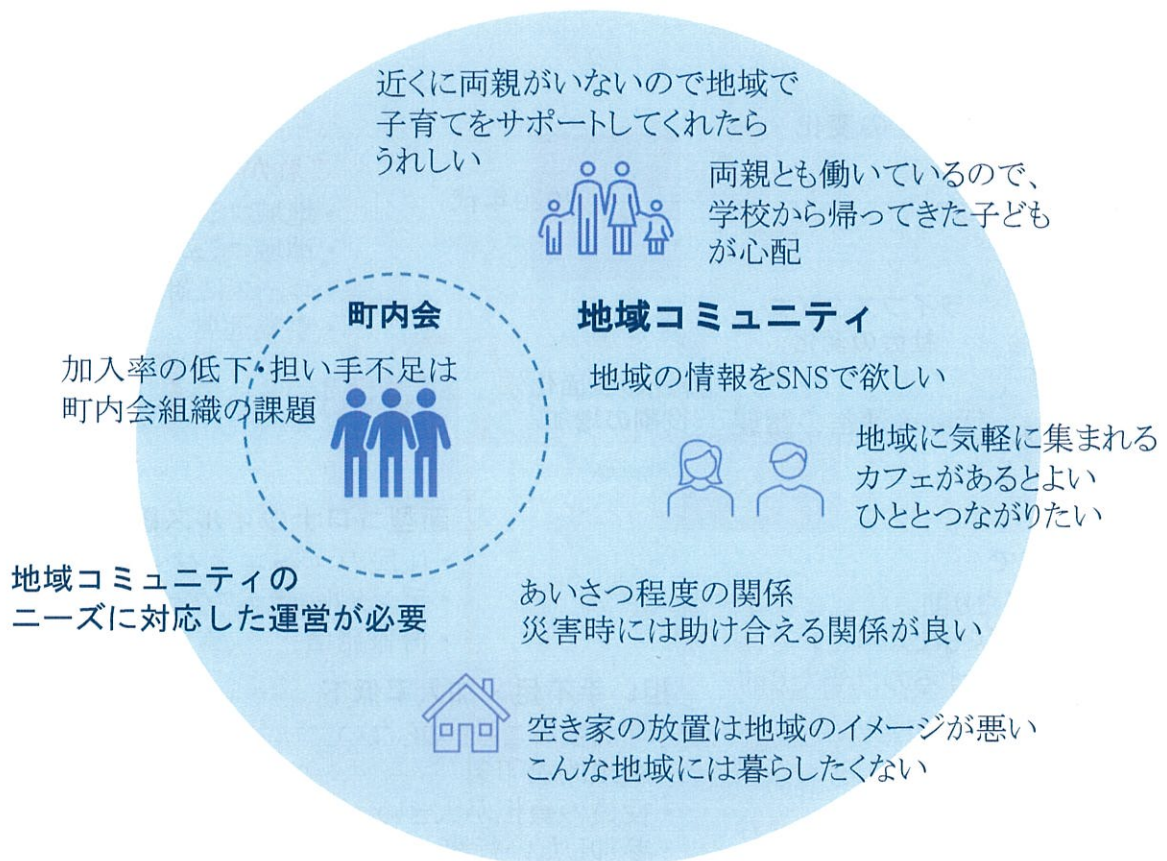 近くに両親がいないので地域で
子育てをサポートしてくれたら
うれしい
両親とも働いているので、
学校から帰ってきた子ども
が心配
町内会
地域コミュニティ
加入率の低下・担い手不足は
町内会組織の課題
地域の情報をSNSで欲しい
地域に気軽に集まれる
カフェがあるとよい
ひととつながりたい
地域コミュニティの
ニーズに対応した運営が必要
あいさつ程度の関係
災害時には助け合える関係が良い
空き家の放置は地域のイメージが悪い
こんな地域には暮らしたくない